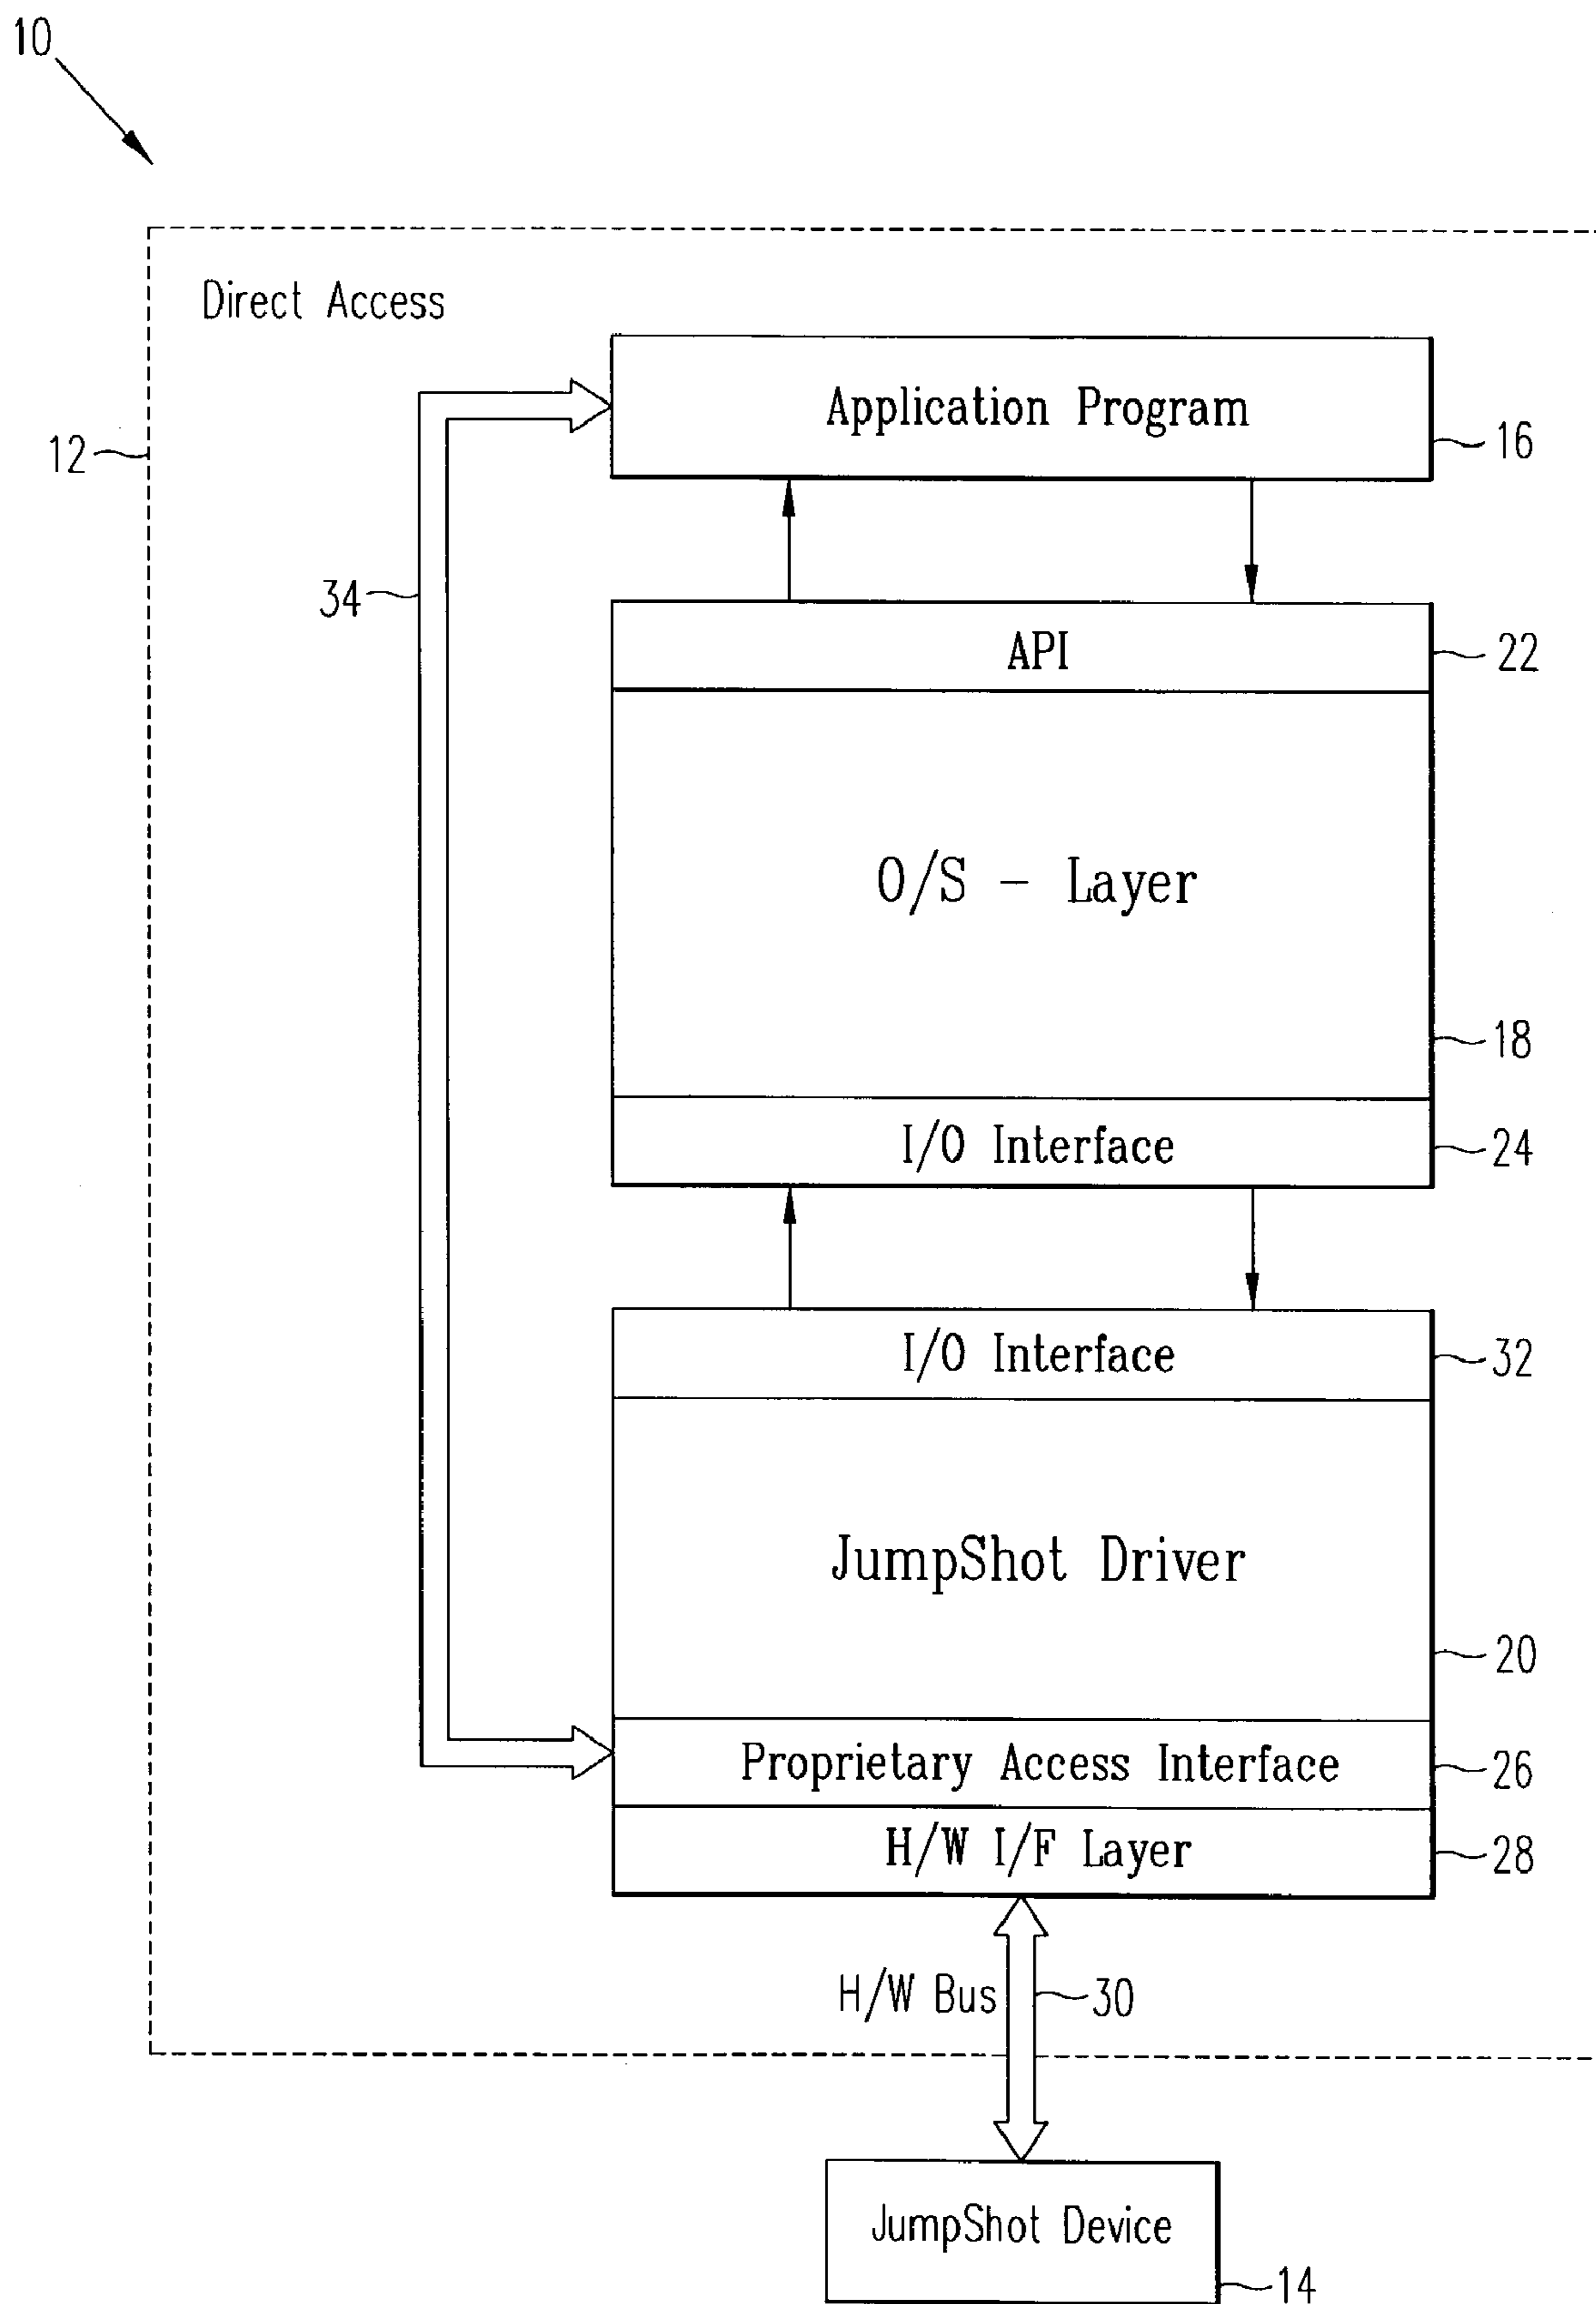 10
Direct Access
Application Program
12
16
34
API
22
O/S - Layer
18
I/O Interface
24
I/O Interface
32
JumpShot Driver
20
Proprietary Access Interface
26
H/W I/F Layer
28
H/W Bus
30
JumpShot Device
14